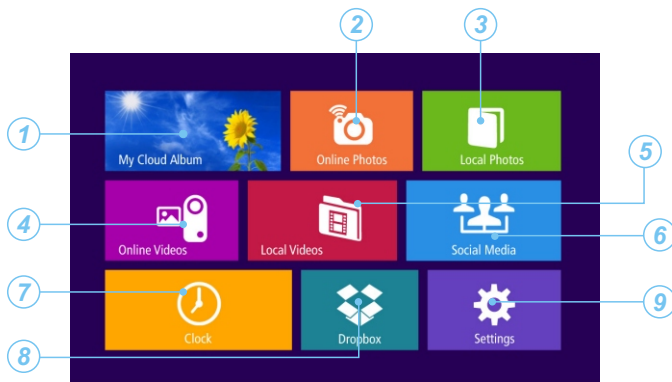 2
3
1
My Cloud Album
Online Photos
Local Photos
5
4
Online Videos
Local Videos
Social Media
6
7
Clock
Dropbox
Settings
9
8